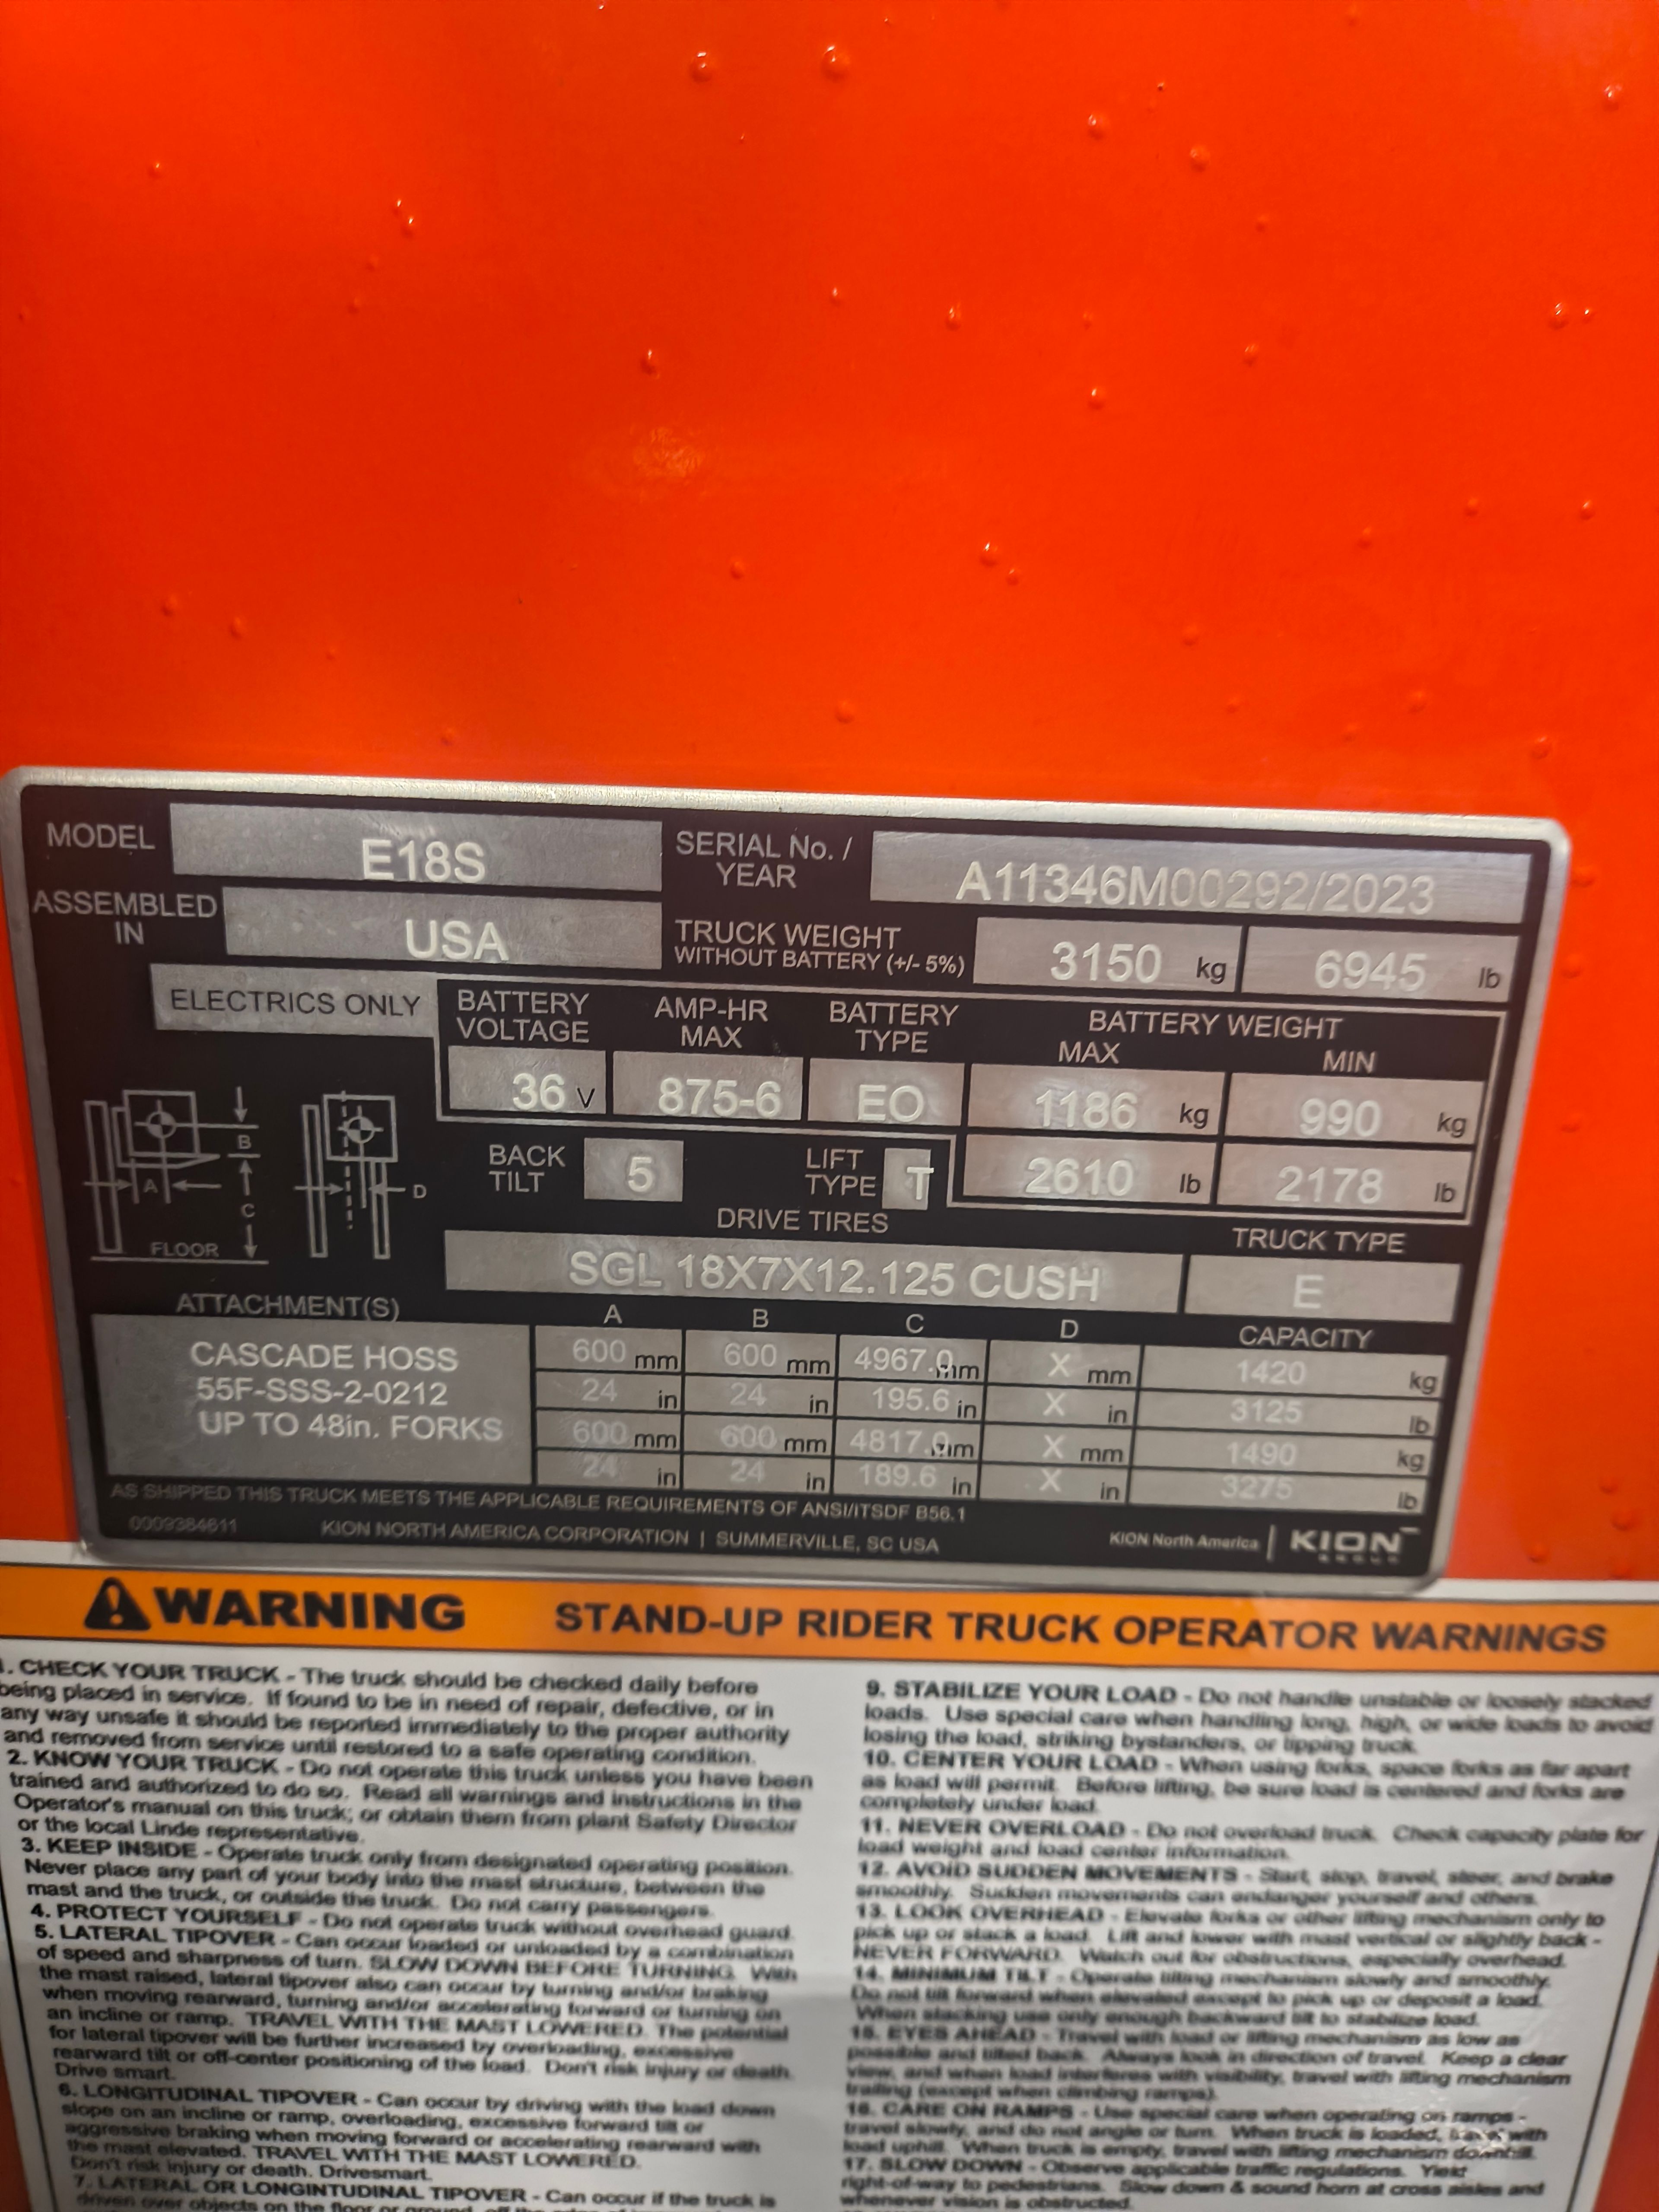 MODEL E18S SERIAL No. / YEAR A11346M00292/2023
ASSEMBLED IN USA TRUCK WEIGHT WITHOUT BATTERY (+/- 5%) 3150 kg 6945 lb
ELECTRICS ONLY
BATTERY VOLTAGE AMP-HR MAX BATTERY TYPE BATTERY WEIGHT
MAX MIN
36 V 875-6 EO 1186 kg 990 kg
2610 lb 2178 lb
BACK TILT 5 LIFT TYPE T
A B C D
FLOOR
DRIVE TIRES TRUCK TYPE
SGL 18X7X12.125 CUSH E
ATTACHMENT(S) A B C D CAPACITY
CASCADE HOSS
55F-SSS-2-0212
UP TO 48in. FORKS
600 mm 600 mm 4967.0 mm X mm 1420 kg
24 in 24 in 195.6 in X in 3125 lb
600 mm 600 mm 4817.0 mm X mm 1490 kg
24 in 24 in 189.6 in X in 3275 lb
AS SHIPPED THIS TRUCK MEETS THE APPLICABLE REQUIREMENTS OF ANSI/ITSDF B56.1
0009384611 KION NORTH AMERICA CORPORATION | SUMMERVILLE, SC USA KION North America | KION
GROUP
WARNING STAND-UP RIDER TRUCK OPERATOR WARNINGS
1. CHECK YOUR TRUCK - The truck should be checked daily before
being placed in service. If found to be in need of repair, defective, or in
any way unsafe it should be reported immediately to the proper authority
and removed from service until restored to a safe operating condition.
2. KNOW YOUR TRUCK - Do not operate this truck unless you have been
trained and authorized to do so. Read all warnings and instructions in the
Operator's manual on this truck; or obtain them from plant Safety Director
or the local Linde representative.
3. KEEP INSIDE - Operate truck only from designated operating position.
Never place any part of your body into the mast structure, between the
mast and the truck, or outside the truck. Do not carry passengers.
4. PROTECT YOURSELF - Do not operate truck without overhead guard.
5. LATERAL TIPOVER - Can occur loaded or unloaded by a combination
of speed and sharpness of turn. SLOW DOWN BEFORE TURNING. With
the mast raised, lateral tipover also can occur by turning and/or braking
when moving rearward, turning and/or accelerating forward or turning on
an incline or ramp. TRAVEL WITH THE MAST LOWERED. The potential
for lateral tipover will be further increased by overloading, excessive
rearward tilt or off-center positioning of the load. Don't risk injury or death.
Drive smart.
6. LONGITUDINAL TIPOVER - Can occur by driving with the load down
slope on an incline or ramp, overloading, excessive forward tilt or
aggressive braking when moving forward or accelerating rearward with
the mast elevated. TRAVEL WITH THE MAST LOWERED.
Don't risk injury or death. Drivesmart.
7. LATERAL OR LONGINTUDINAL TIPOVER - Can occur if the truck is
driven over objects on the floor or ground, off the edge of
9. STABILIZE YOUR LOAD - Do not handle unstable or loosely stacked
loads. Use special care when handling long, high, or wide loads to avoid
losing the load, striking bystanders, or tipping truck.
10. CENTER YOUR LOAD - When using forks, space forks as far apart
as load will permit. Before lifting, be sure load is centered and forks are
completely under load.
11. NEVER OVERLOAD - Do not overload truck. Check capacity plate for
load weight and load center information.
12. AVOID SUDDEN MOVEMENTS - Start, stop, travel, steer, and brake
smoothly. Sudden movements can endanger yourself and others.
13. LOOK OVERHEAD - Elevate forks or other lifting mechanism only to
pick up or stack a load. Lift and lower with mast vertical or slightly back -
NEVER FORWARD. Watch out for obstructions, especially overhead.
14. MINIMUM TILT - Operate tilting mechanism slowly and smoothly.
Do not tilt forward when elevated except to pick up or deposit a load.
When stacking use only enough backward tilt to stabilize load.
15. EYES AHEAD - Travel with load or lifting mechanism as low as
possible and tilted back. Always look in direction of travel. Keep a clear
view, and when load interferes with visibility, travel with lifting mechanism
trailing (except when climbing ramps).
16. CARE ON RAMPS - Use special care when operating on ramps -
travel slowly, and do not angle or turn. When truck is loaded, travel with
load uphill. When truck is empty, travel with lifting mechanism downhill.
17. SLOW DOWN - Observe applicable traffic regulations. Yield
right-of-way to pedestrians. Slow down & sound horn at cross aisles and
whenever vision is obstructed.